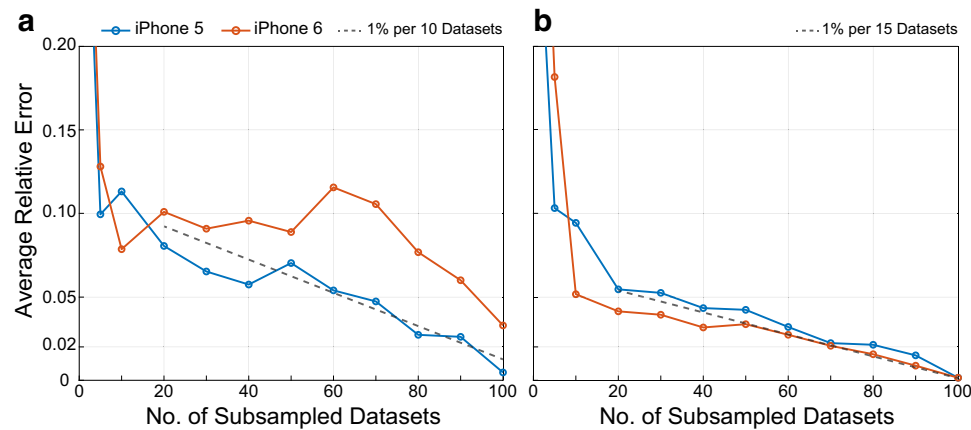 a iPhone 5 iPhone 6 1% per 10 Datasets
b 1% per 15 Datasets
Average Relative Error
0.20
0.15
0.10
0.05
0.02
0
0 20 40 60 80 100
No. of Subsampled Datasets
0 20 40 60 80 100
No. of Subsampled Datasets